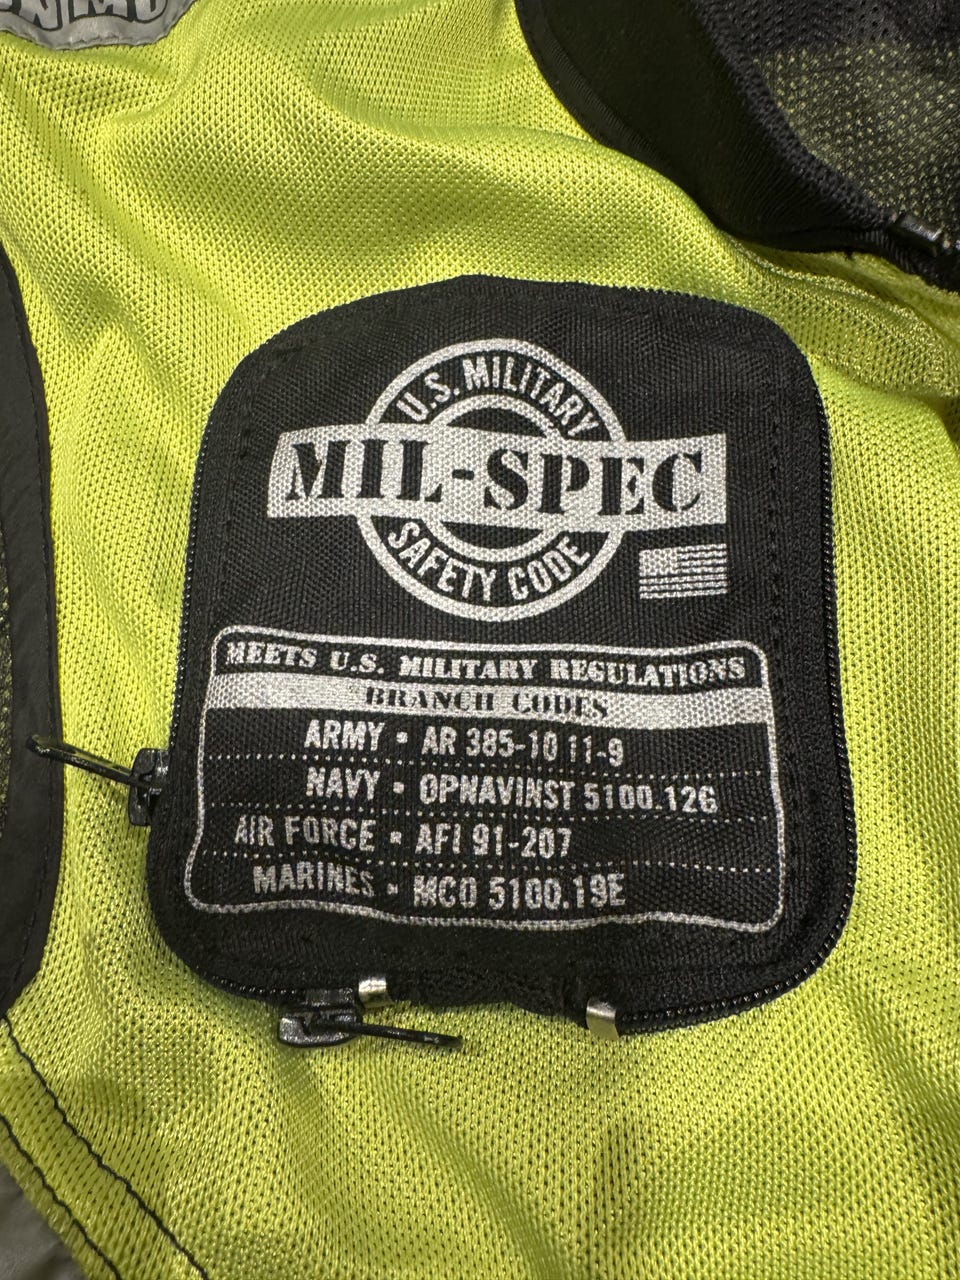 U.S. MILITARY
MIL-SPEC
SAFETY CODE
MEETS U.S. MILITARY REGULATIONS
BRANCH CODES
ARMY ▪ AR 385-10 11-9
NAVY ▪ OPNAVINST 5100.12G
AIR FORCE ▪ AFI 91-207
MARINES ▪ MCO 5100.19E